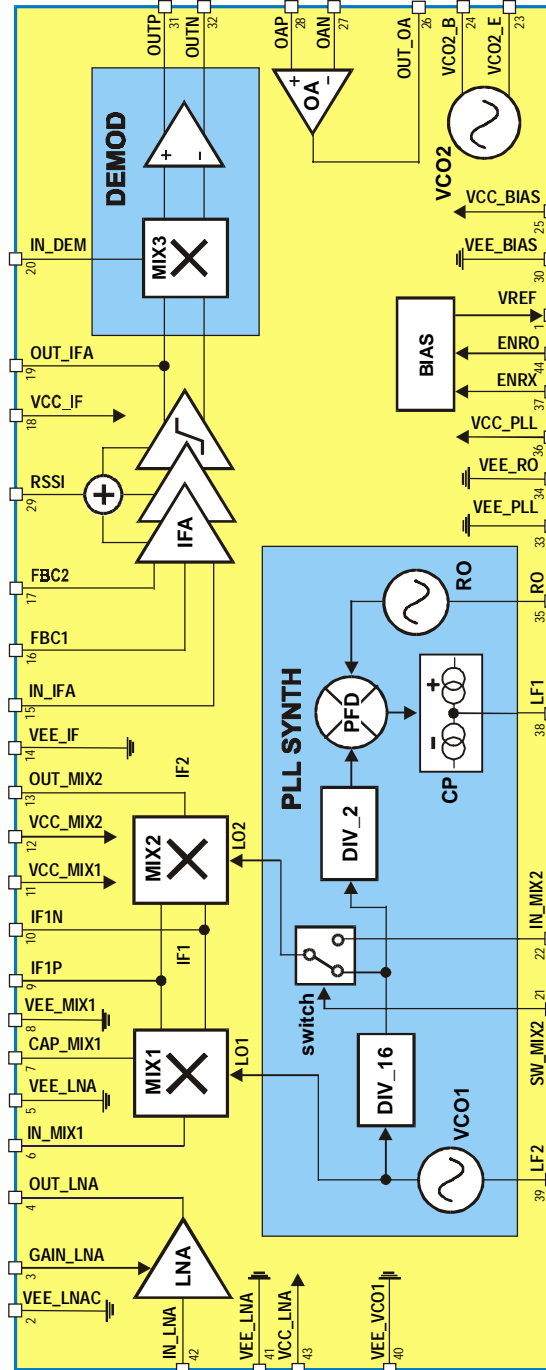 2 VEE_LNAC
3 GAIN_LNA
4 OUT_LNA
6 IN_MIX1
5 VEE_LNA
7 CAP_MIX1
8 VEE_MIX1
9 IF1P
10 IF1N
11 VCC_MIX1
12 VCC_MIX2
13 OUT_MIX2
14 VEE_IF
15 IN_IFA
16 FBC1
17 FBC2
29 RSSI
18 VCC_IF
19 OUT_IFA
20 IN_DEM
31 OUTP
32 OUTN
28 OAP
27 OAN
26 OUT_OA
24 VCO2_B
23 VCO2_E
IN_LNA
42
LNA
VEE_LNA
41
VCC_LNA
43
VEE_VCO1
40
MIX1
LO1
IF1
MIX2
LO2
IF2
IFA
+
DEMOD
MIX3
+
−
OA
+
−
VCO2
PLL SYNTH
VCO1
DIV_16
switch
DIV_2
PFD
CP
−
+
RO
BIAS
39 LF2
21 SW_MIX2
22 IN_MIX2
38 LF1
35 RO
33 VEE_PLL
34 VEE_RO
36 VCC_PLL
37 ENRX
44 ENRO
1 VREF
30 VEE_BIAS
25 VCC_BIAS